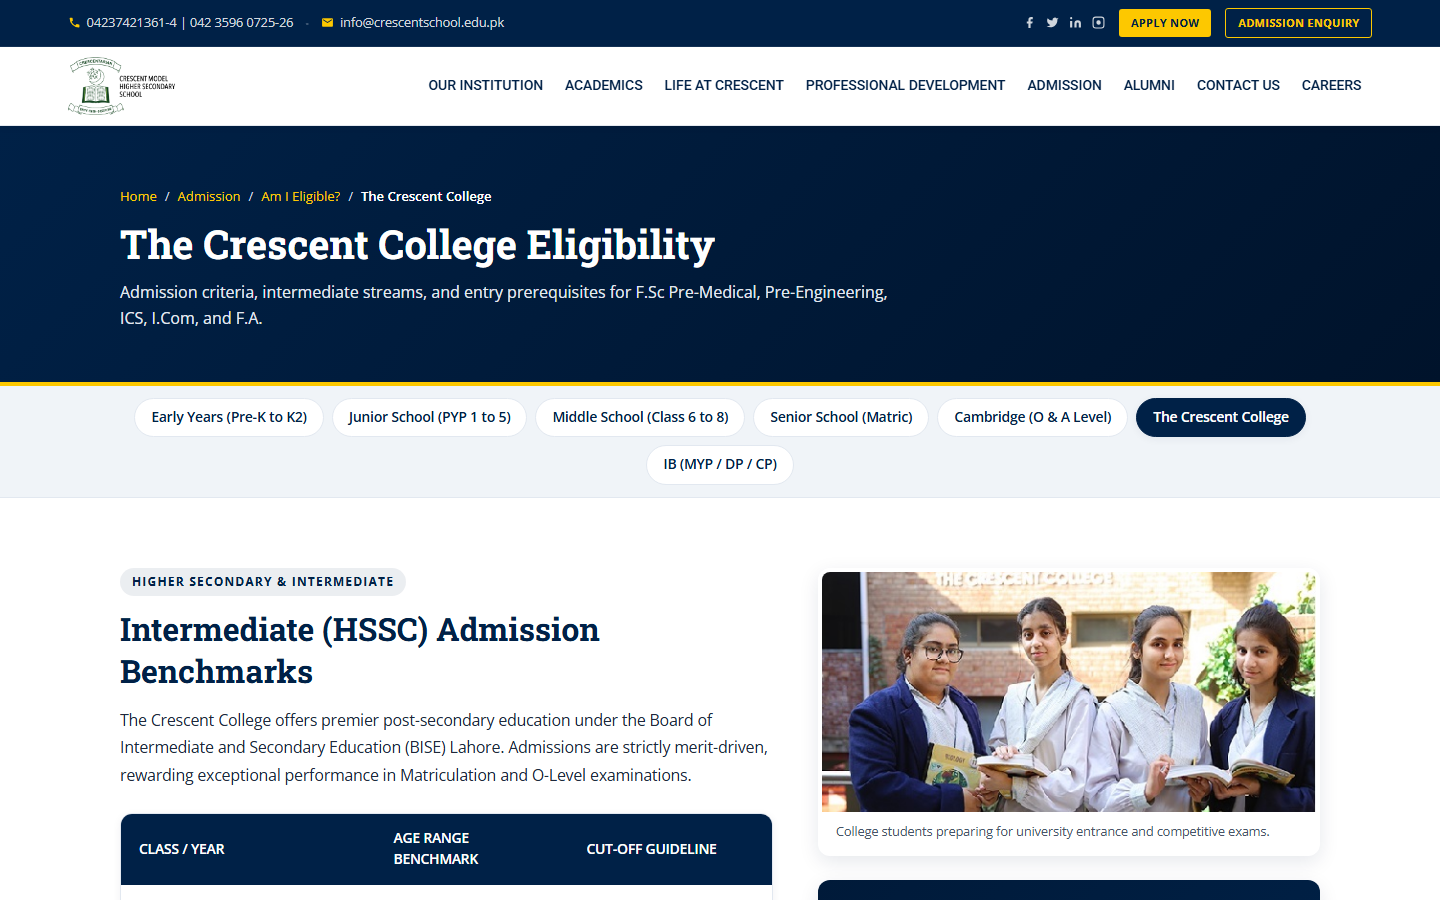 04237421361-4 | 042 3596 0725-26
info@crescentschool.edu.pk
APPLY NOW
ADMISSION ENQUIRY
CRESCENT MODEL
HIGHER SECONDARY
SCHOOL
OUR INSTITUTION
ACADEMICS
LIFE AT CRESCENT
PROFESSIONAL DEVELOPMENT
ADMISSION
ALUMNI
CONTACT US
CAREERS
Home / Admission / Am I Eligible? / The Crescent College
The Crescent College Eligibility
Admission criteria, intermediate streams, and entry prerequisites for F.Sc Pre-Medical, Pre-Engineering,
ICS, I.Com, and F.A.
Early Years (Pre-K to K2)
Junior School (PYP 1 to 5)
Middle School (Class 6 to 8)
Senior School (Matric)
Cambridge (O & A Level)
The Crescent College
IB (MYP / DP / CP)
HIGHER SECONDARY & INTERMEDIATE
Intermediate (HSSC) Admission
Benchmarks
The Crescent College offers premier post-secondary education under the Board of
Intermediate and Secondary Education (BISE) Lahore. Admissions are strictly merit-driven,
rewarding exceptional performance in Matriculation and O-Level examinations.
CLASS / YEAR
AGE RANGE
BENCHMARK
CUT-OFF GUIDELINE
THE CRESCENT COLLEGE
College students preparing for university entrance and competitive exams.